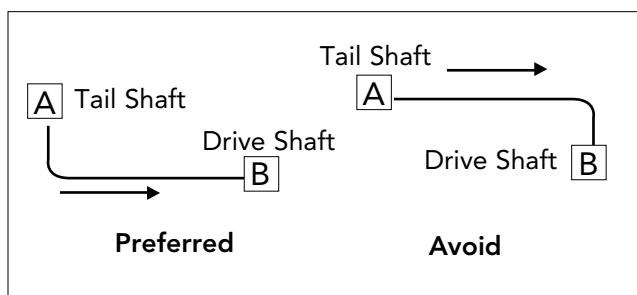 A Tail Shaft
Drive Shaft
B
Preferred
Tail Shaft
A
Drive Shaft B
Avoid